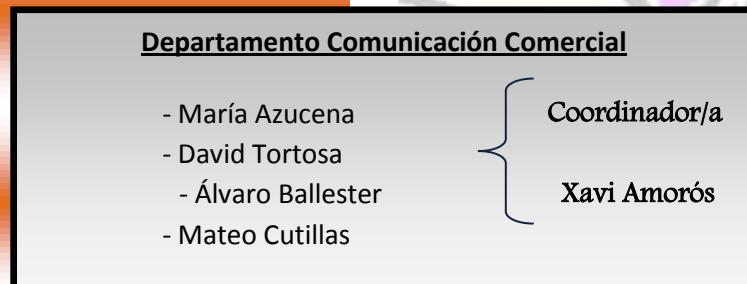 Departamento Comunicación Comercial
- María Azucena
- David Tortosa
- Álvaro Ballester
- Mateo Cutillas
Coordinador/a
Xavi Amorós